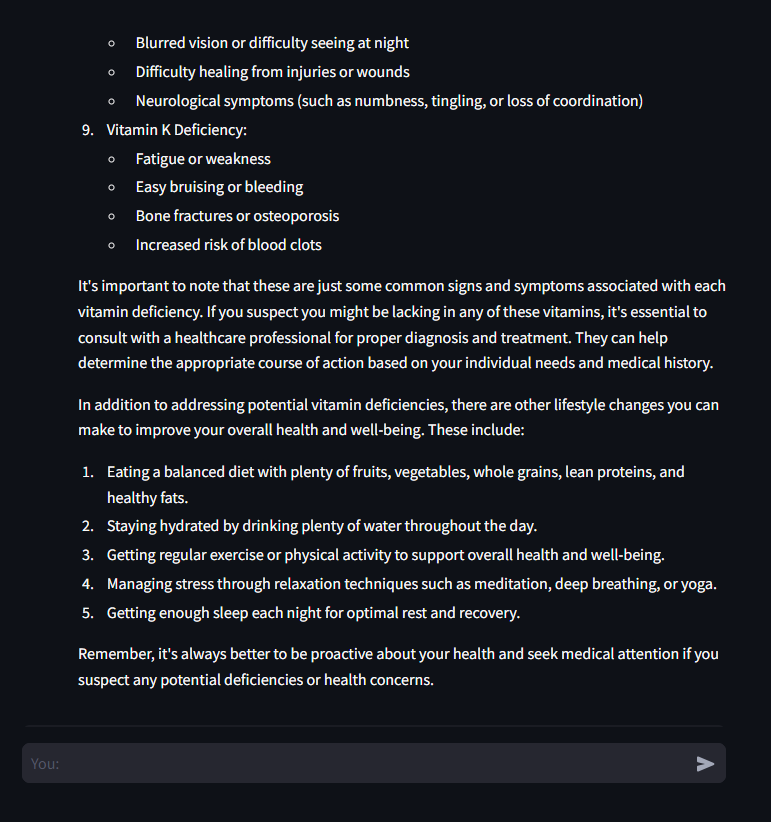 Blurred vision or difficulty seeing at night
Difficulty healing from injuries or wounds
Neurological symptoms (such as numbness, tingling, or loss of coordination)
9. Vitamin K Deficiency:
Fatigue or weakness
Easy bruising or bleeding
Bone fractures or osteoporosis
Increased risk of blood clots
It's important to note that these are just some common signs and symptoms associated with each
vitamin deficiency. If you suspect you might be lacking in any of these vitamins, it's essential to
consult with a healthcare professional for proper diagnosis and treatment. They can help
determine the appropriate course of action based on your individual needs and medical history.
In addition to addressing potential vitamin deficiencies, there are other lifestyle changes you can
make to improve your overall health and well-being. These include:
1. Eating a balanced diet with plenty of fruits, vegetables, whole grains, lean proteins, and
healthy fats.
2. Staying hydrated by drinking plenty of water throughout the day.
3. Getting regular exercise or physical activity to support overall health and well-being.
4. Managing stress through relaxation techniques such as meditation, deep breathing, or yoga.
5. Getting enough sleep each night for optimal rest and recovery.
Remember, it's always better to be proactive about your health and seek medical attention if you
suspect any potential deficiencies or health concerns.
You: